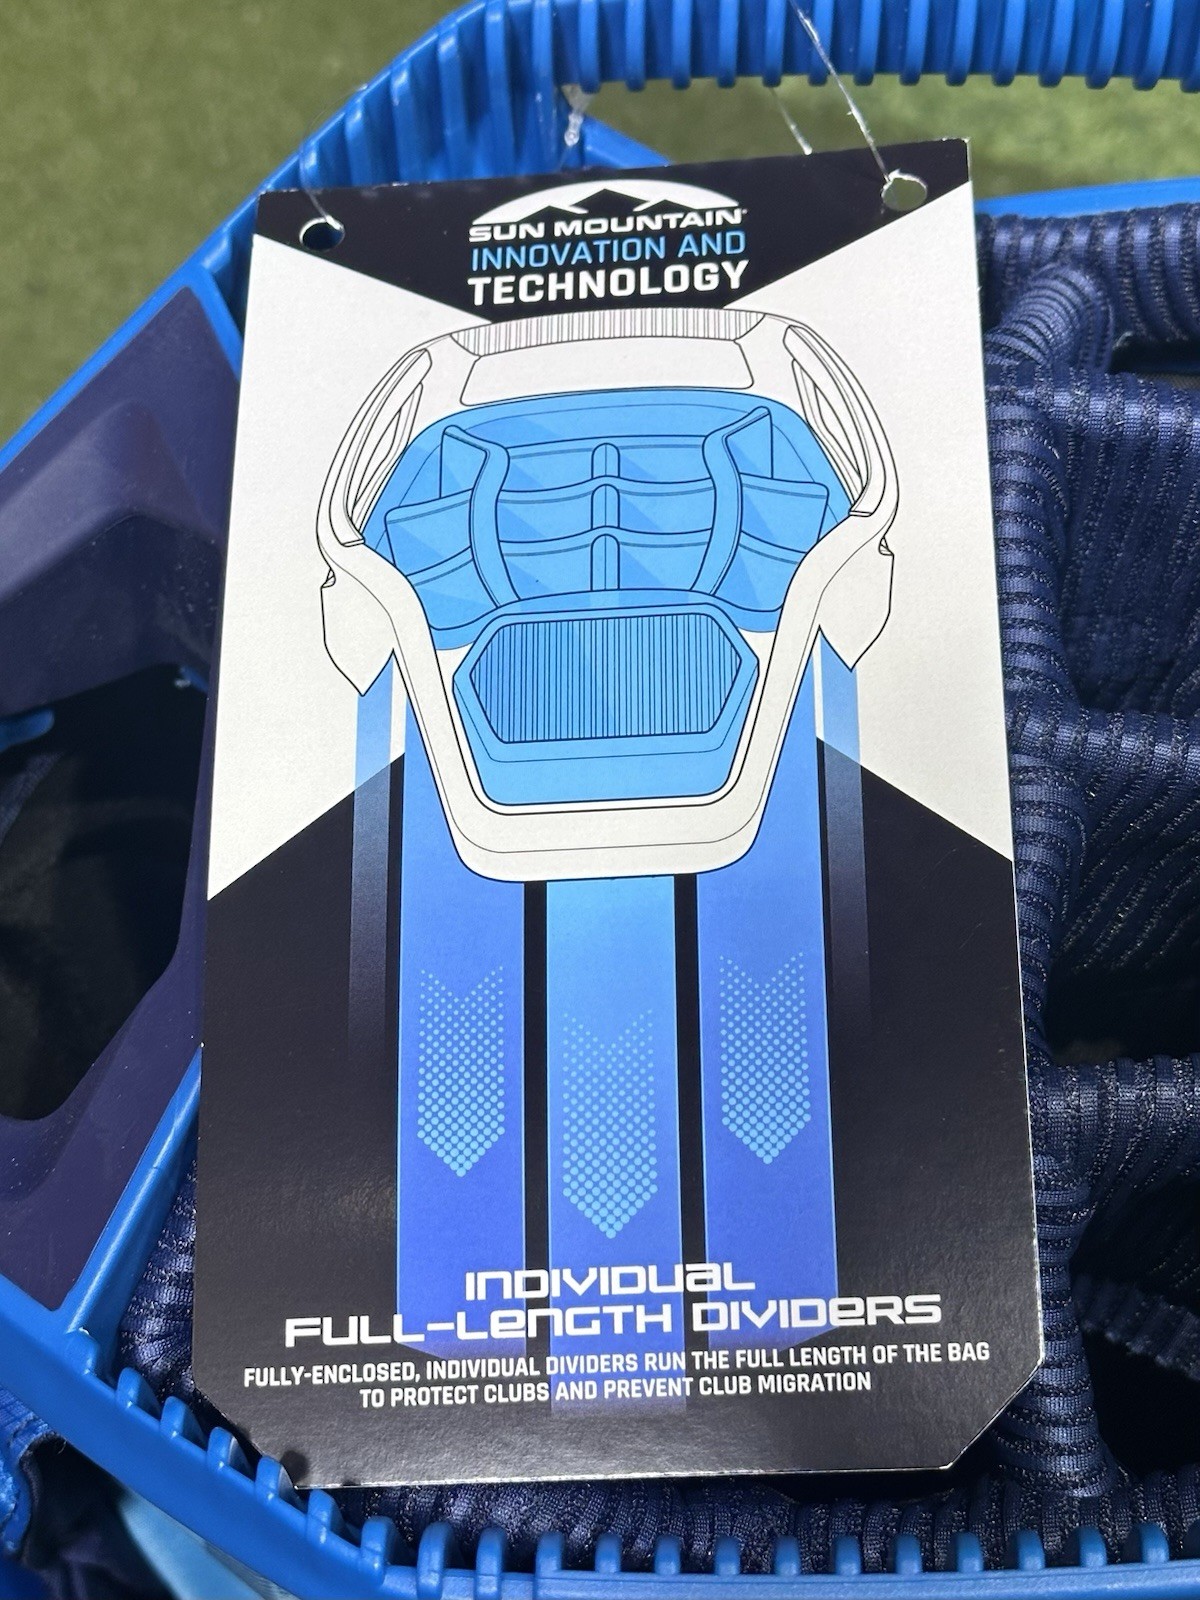 SUN MOUNTAIN
INNOVATION AND
TECHNOLOGY
INDIVIDUAL
FULL-LENGTH DIVIDERS
FULLY-ENCLOSED, INDIVIDUAL DIVIDERS RUN THE FULL LENGTH OF THE BAG
TO PROTECT CLUBS AND PREVENT CLUB MIGRATION